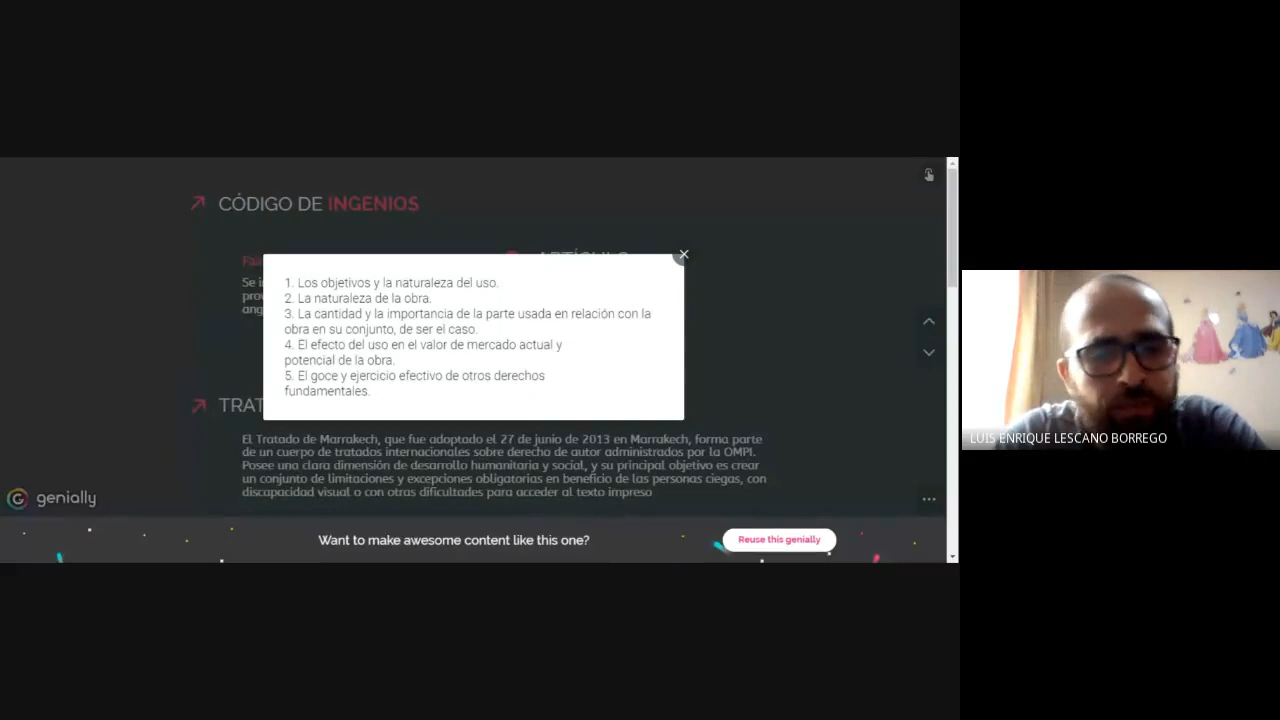 CÓDIGO DE INGENIOS
ARTÍCULO
1. Los objetivos y la naturaleza del uso.
2. La naturaleza de la obra.
3. La cantidad y la importancia de la parte usada en relación con la
obra en su conjunto, de ser el caso.
4. El efecto del uso en el valor de mercado actual y
potencial de la obra.
5. El goce y ejercicio efectivo de otros derechos
fundamentales.
El Tratado de Marrakech, que fue adoptado el 27 de junio de 2013 en Marrakech, forma parte
de un cuerpo de tratados internacionales sobre derecho de autor administrados por la OMPI.
Posee una clara dimensión de desarrollo humanitaria y social, y su principal objetivo es crear
un conjunto de limitaciones y excepciones obligatorias en beneficio de las personas ciegas, con
discapacidad visual o con otras dificultades para acceder al texto impreso
genially
Want to make awesome content like this one?
Reuse this genially
LUIS ENRIQUE LESCANO BORREGO